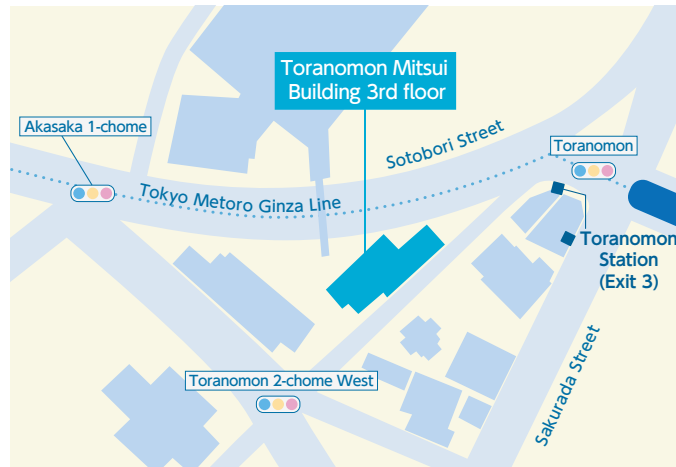 Toranomon Mitsui
Building 3rd floor
Akasaka 1-chome
Sotobori Street
Toranomon
Tokyo Metoro Ginza Line
Toranomon
Station
(Exit 3)
Toranomon 2-chome West
Sakurada Street